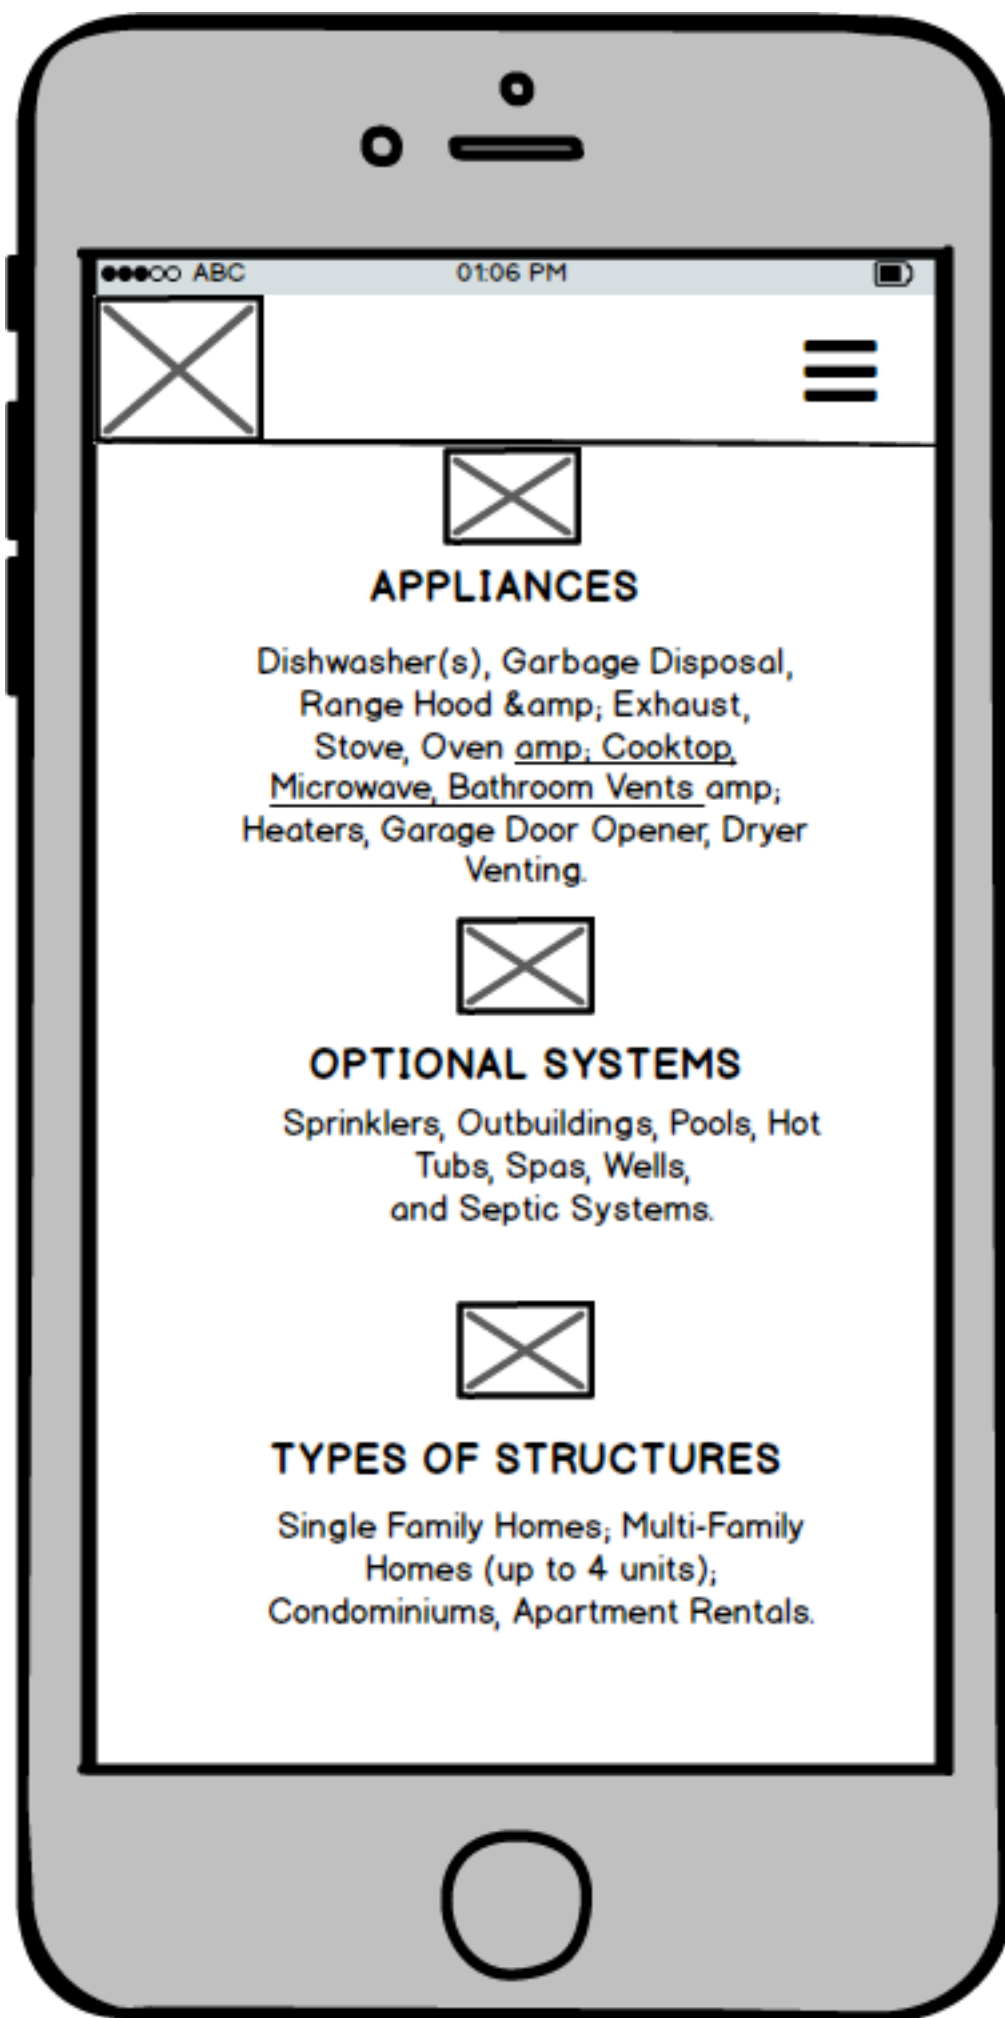 ABC 01:06 PM
APPLIANCES
Dishwasher(s), Garbage Disposal,
Range Hood &amp; Exhaust,
Stove, Oven amp; Cooktop,
Microwave, Bathroom Vents amp;
Heaters, Garage Door Opener, Dryer
Venting.
OPTIONAL SYSTEMS
Sprinklers, Outbuildings, Pools, Hot
Tubs, Spas, Wells,
and Septic Systems.
TYPES OF STRUCTURES
Single Family Homes; Multi-Family
Homes (up to 4 units);
Condominiums, Apartment Rentals.